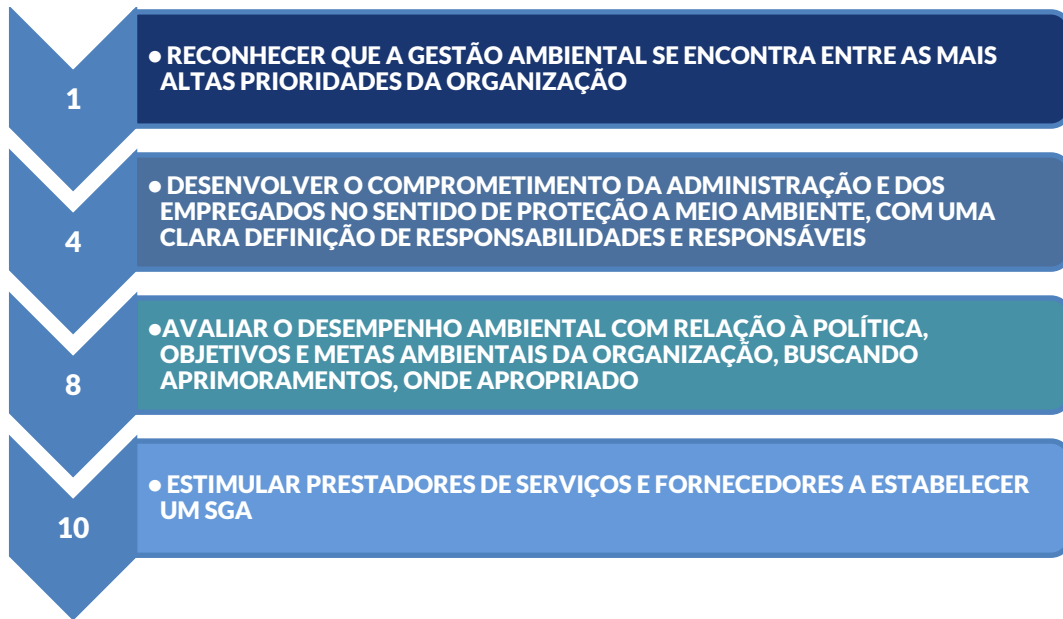 1
• RECONHECER QUE A GESTÃO AMBIENTAL SE ENCONTRA ENTRE AS MAIS
ALTAS PRIORIDADES DA ORGANIZAÇÃO
4
• DESENVOLVER O COMPROMETIMENTO DA ADMINISTRAÇÃO E DOS
EMPREGADOS NO SENTIDO DE PROTEÇÃO A MEIO AMBIENTE, COM UMA
CLARA DEFINIÇÃO DE RESPONSABILIDADES E RESPONSÁVEIS
8
•AVALIAR O DESEMPENHO AMBIENTAL COM RELAÇÃO À POLÍTICA,
OBJETIVOS E METAS AMBIENTAIS DA ORGANIZAÇÃO, BUSCANDO
APRIMORAMENTOS, ONDE APROPRIADO
10
• ESTIMULAR PRESTADORES DE SERVIÇOS E FORNECEDORES A ESTABELECER
UM SGA